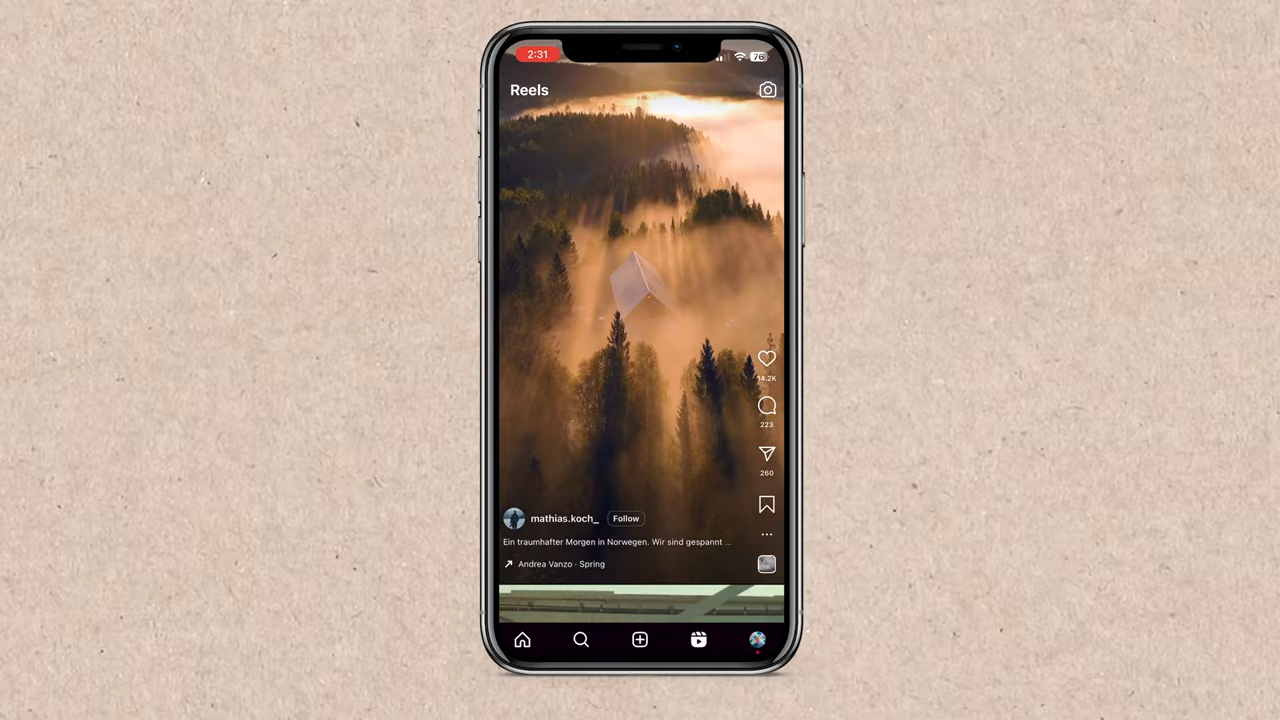 2:31
76
Reels
14.2K
223
260
mathias.koch_ Follow
Ein traumhafter Morgen in Norwegen. Wir sind gespannt ...
Andrea Vanzo · Spring